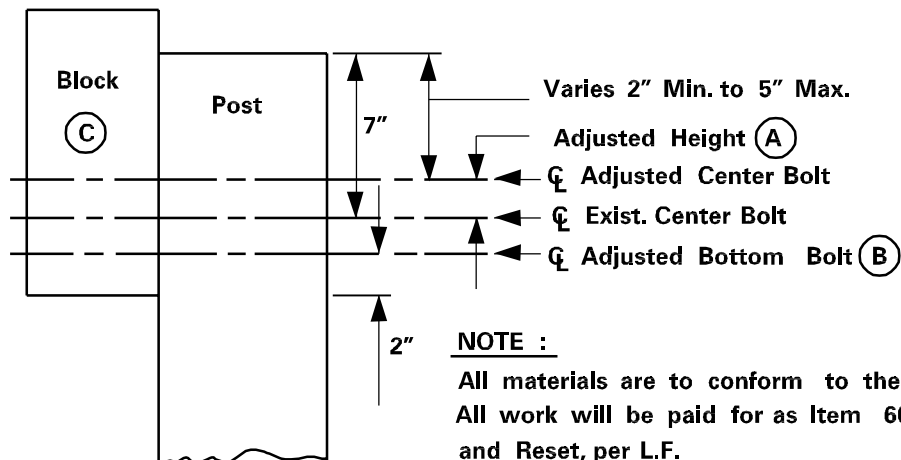 Block
C
Post
7"
Varies 2" Min. to 5" Max.
Adjusted Height A
℄ Adjusted Center Bolt
℄ Exist. Center Bolt
℄ Adjusted Bottom Bolt B
2"
NOTE :
All materials are to conform to the
All work will be paid for as Item
and Reset, per L.F.